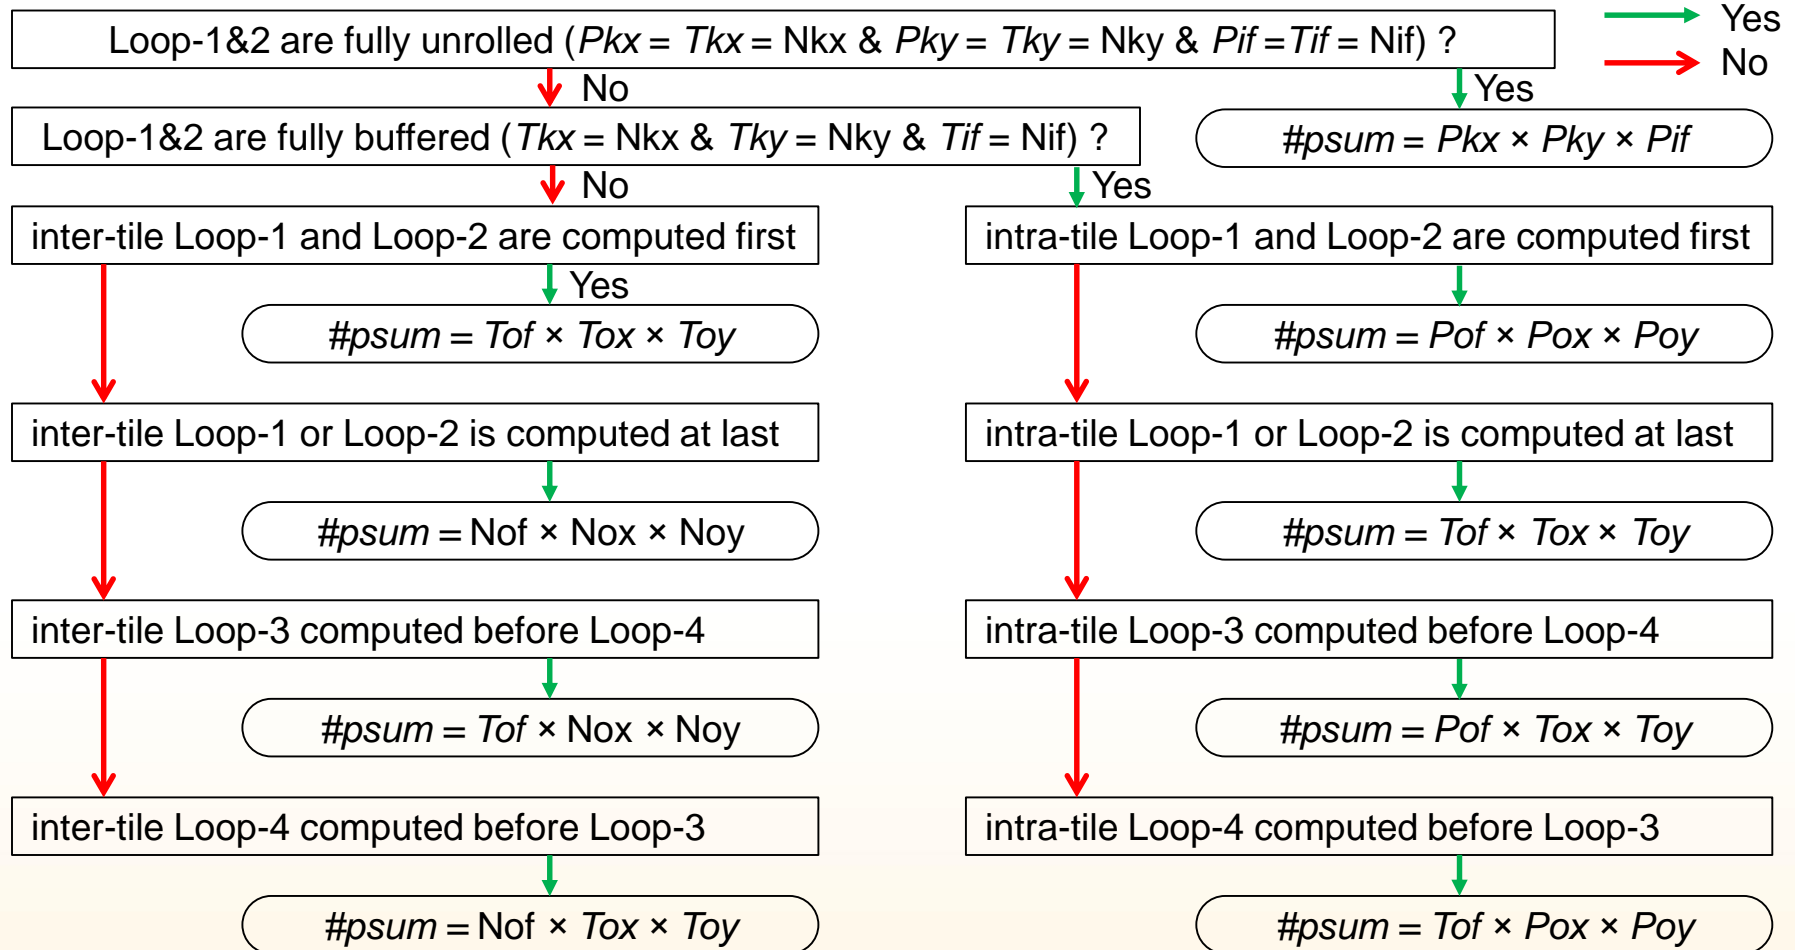 Loop-1&2 are fully unrolled (Pkx = Tkx = Nkx & Pky = Tky = Nky & Pif =Tif = Nif) ?
Yes
No
No
Yes
Loop-1&2 are fully buffered (Tkx = Nkx & Tky = Nky & Tif = Nif) ?
#psum = Pkx × Pky × Pif
No
Yes
inter-tile Loop-1 and Loop-2 are computed first
intra-tile Loop-1 and Loop-2 are computed first
Yes
#psum = Tof × Tox × Toy
#psum = Pof × Pox × Poy
inter-tile Loop-1 or Loop-2 is computed at last
intra-tile Loop-1 or Loop-2 is computed at last
#psum = Nof × Nox × Noy
#psum = Tof × Tox × Toy
inter-tile Loop-3 computed before Loop-4
intra-tile Loop-3 computed before Loop-4
#psum = Tof × Nox × Noy
#psum = Pof × Tox × Toy
inter-tile Loop-4 computed before Loop-3
intra-tile Loop-4 computed before Loop-3
#psum = Nof × Tox × Toy
#psum = Tof × Pox × Poy